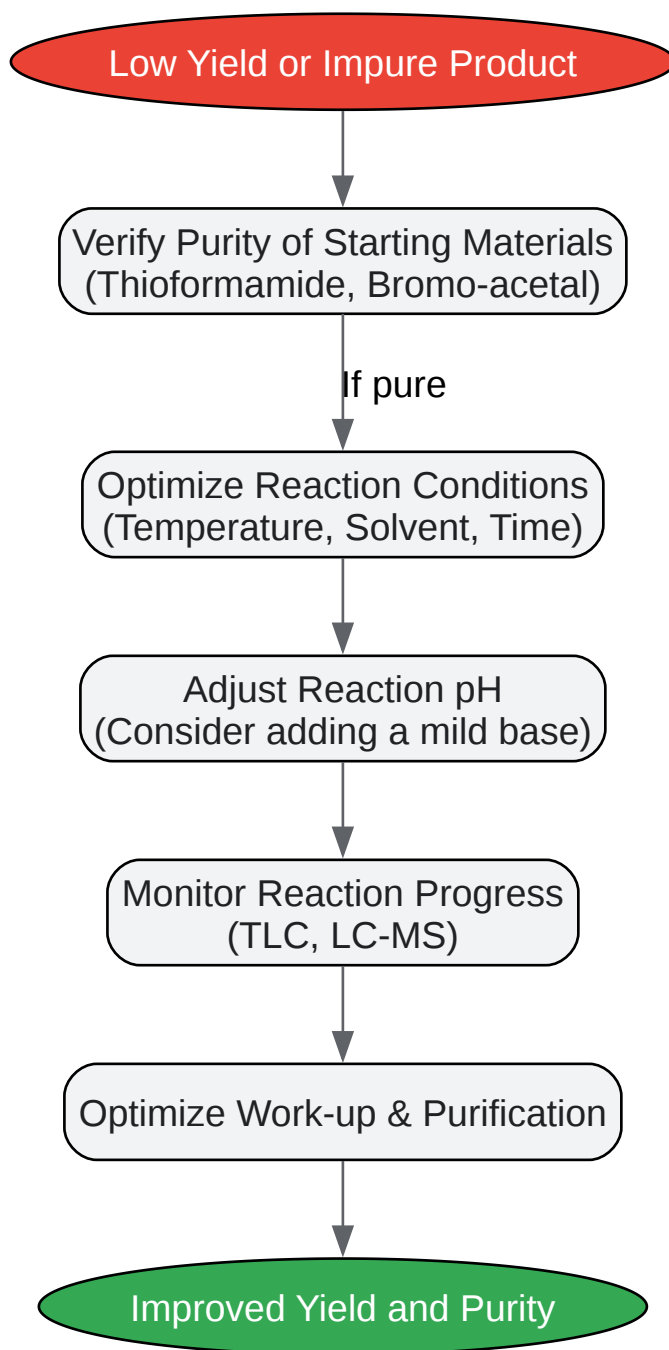 Low Yield or Impure Product
Verify Purity of Starting Materials
(Thioformamide, Bromo-acetal)
If pure
Optimize Reaction Conditions
(Temperature, Solvent, Time)
Adjust Reaction pH
(Consider adding a mild base)
Monitor Reaction Progress
(TLC, LC-MS)
Optimize Work-up & Purification
Improved Yield and Purity